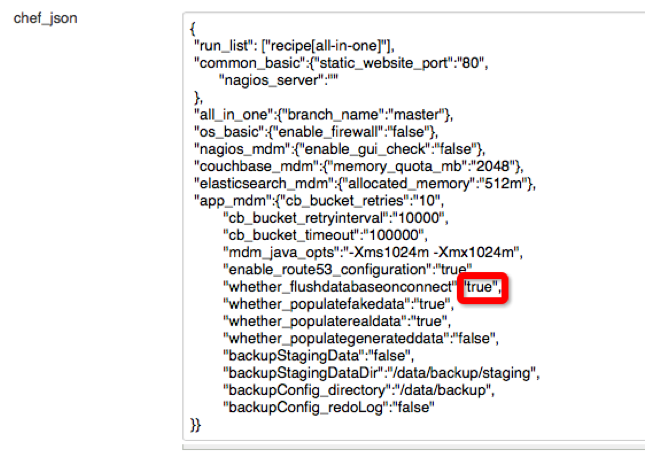 chef_json
{
"run_list": ["recipe[all-in-one]"],
"common_basic":{"static_website_port":"80",
"nagios_server":""
},
"all_in_one":{"branch_name":"master"},
"os_basic":{"enable_firewall":"false"},
"nagios_mdm":{"enable_gui_check":"false"},
"couchbase_mdm":{"memory_quota_mb":"2048"},
"elasticsearch_mdm":{"allocated_memory":"512m"},
"app_mdm":{"cb_bucket_retries":"10",
"cb_bucket_retryinterval":"10000",
"cb_bucket_timeout":"100000",
"mdm_java_opts":"-Xms1024m -Xmx1024m",
"enable_route53_configuration":"true"
"whether_flushdatabaseonconnect" "true",
"whether_populatefakedata":"true",
"whether_populaterealdata":"true",
"whether_populategenerateddata":"false",
"backupStagingData":"false",
"backupStagingDataDir":"/data/backup/staging",
"backupConfig_directory":"/data/backup",
"backupConfig_redoLog":"false"
}}